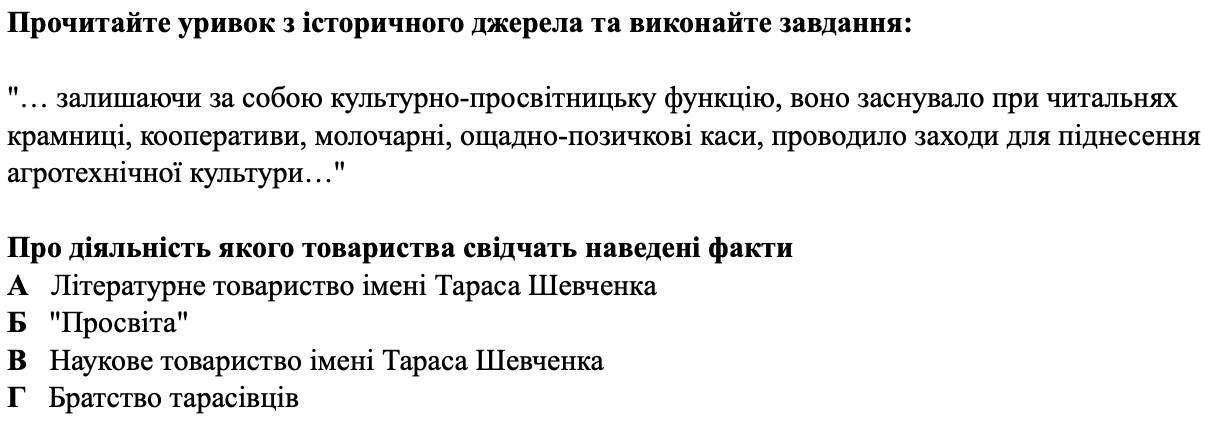 Прочитайте уривок з історичного джерела та виконайте завдання:
"… залишаючи за собою культурно-просвітницьку функцію, воно заснувало при читальнях
крамниці, кооперативи, молочарні, ощадно-позичкові каси, проводило заходи для піднесення
агротехнічної культури…"
Про діяльність якого товариства свідчать наведені факти
А Літературне товариство імені Тараса Шевченка
Б "Просвіта"
В Наукове товариство імені Тараса Шевченка
Г Братство тарасівців